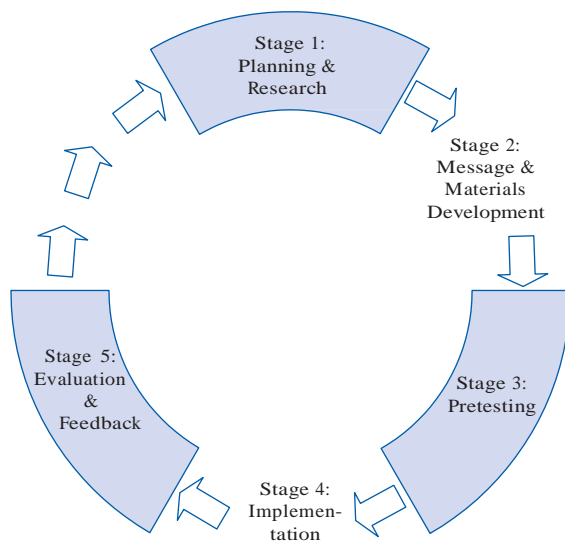 Stage 1:
Planning &
Research
Stage 2:
Message &
Materials
Development
Stage 3:
Pretesting
Stage 4:
Implemen-
tation
Stage 5:
Evaluation
&
Feedback